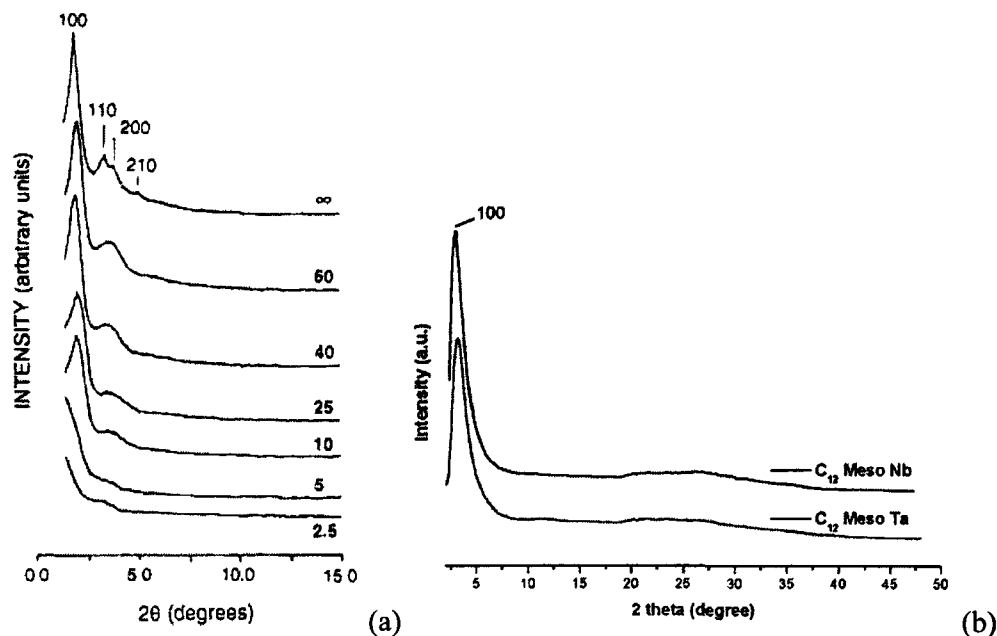 100
110
200
210
∞
60
40
25
10
5
2.5
INTENSITY (arbitrary units)
0.0 5.0 10.0 15.0
2θ (degrees)
(a)
100
Intensity (a.u.)
C12 Meso Nb
C12 Meso Ta
5 10 15 20 25 30 35 40 45 50
2 theta (degree)
(b)